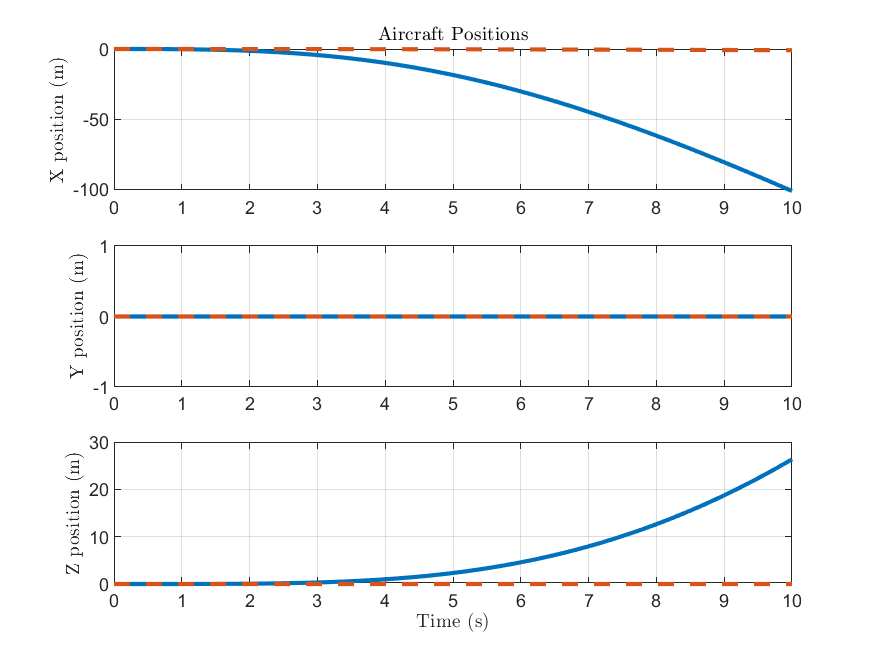 Aircraft Positions
X position (m)
0
-50
-100
0 1 2 3 4 5 6 7 8 9 10
Y position (m)
1
0
-1
0 1 2 3 4 5 6 7 8 9 10
Z position (m)
30
20
10
0
0 1 2 3 4 5 6 7 8 9 10
Time (s)